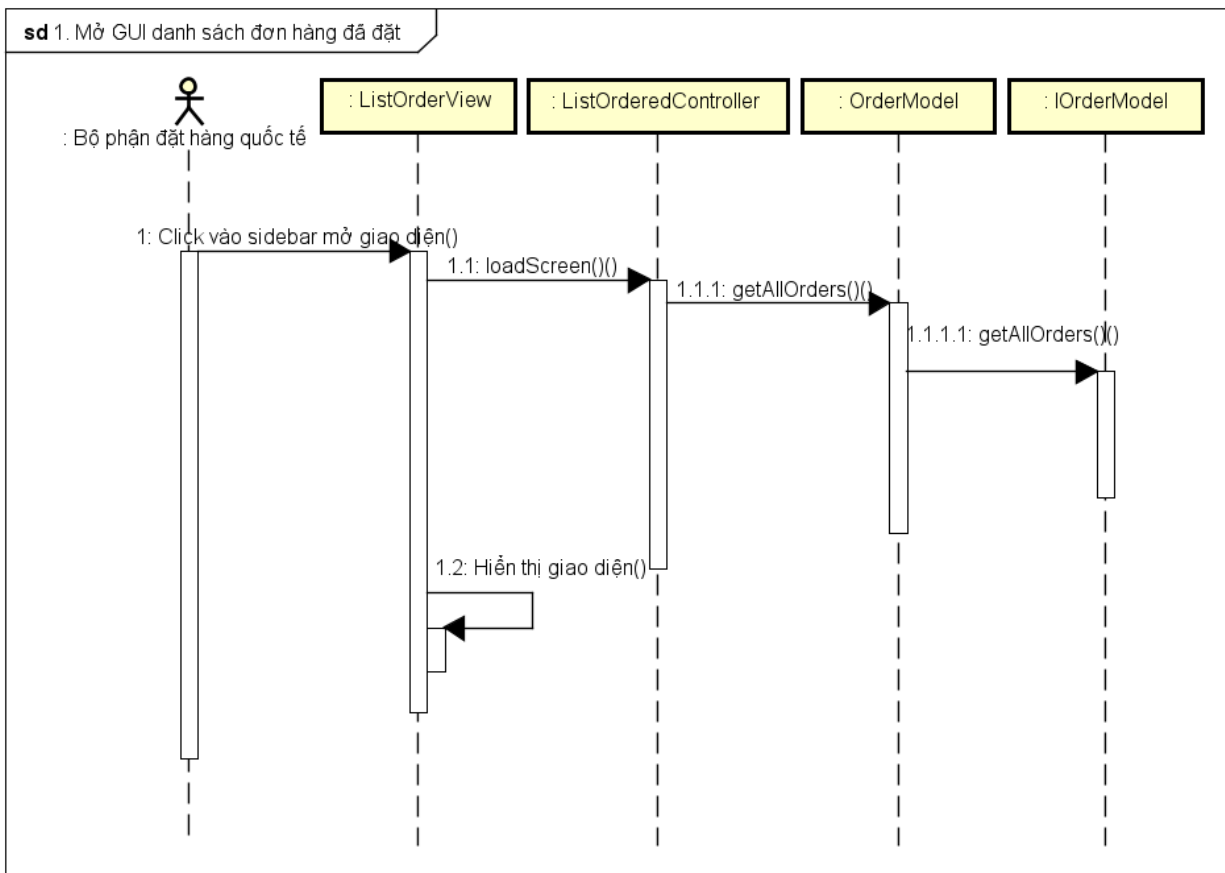 sd 1. Mở GUI danh sách đơn hàng đã đặt
: Bộ phận đặt hàng quốc tế
: ListOrderView
: ListOrderedController
: OrderModel
: IOrderModel
1: Click vào sidebar mở giao diện()
1.1: loadScreen()()
1.1.1: getAllOrders()()
1.1.1.1: getAllOrders()()
1.2: Hiển thị giao diện()